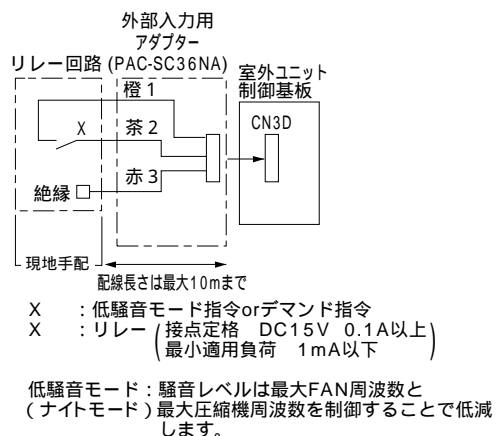 外部入力用
アダプター
リレー回路 (PAC-SC36NA)
室外ユニット
制御基板
橙 1
X
茶 2
CN3D
赤 3
絶縁
現地手配
配線長さは最大10mまで
X ：低騒音モード指令orデマンド指令
X ：リレー(接点定格 DC15V 0.1A以上
最小適用負荷 1mA以下)
低騒音モード：騒音レベルは最大FAN周波数と
(ナイトモード)最大圧縮機周波数を制御することで低減
します。